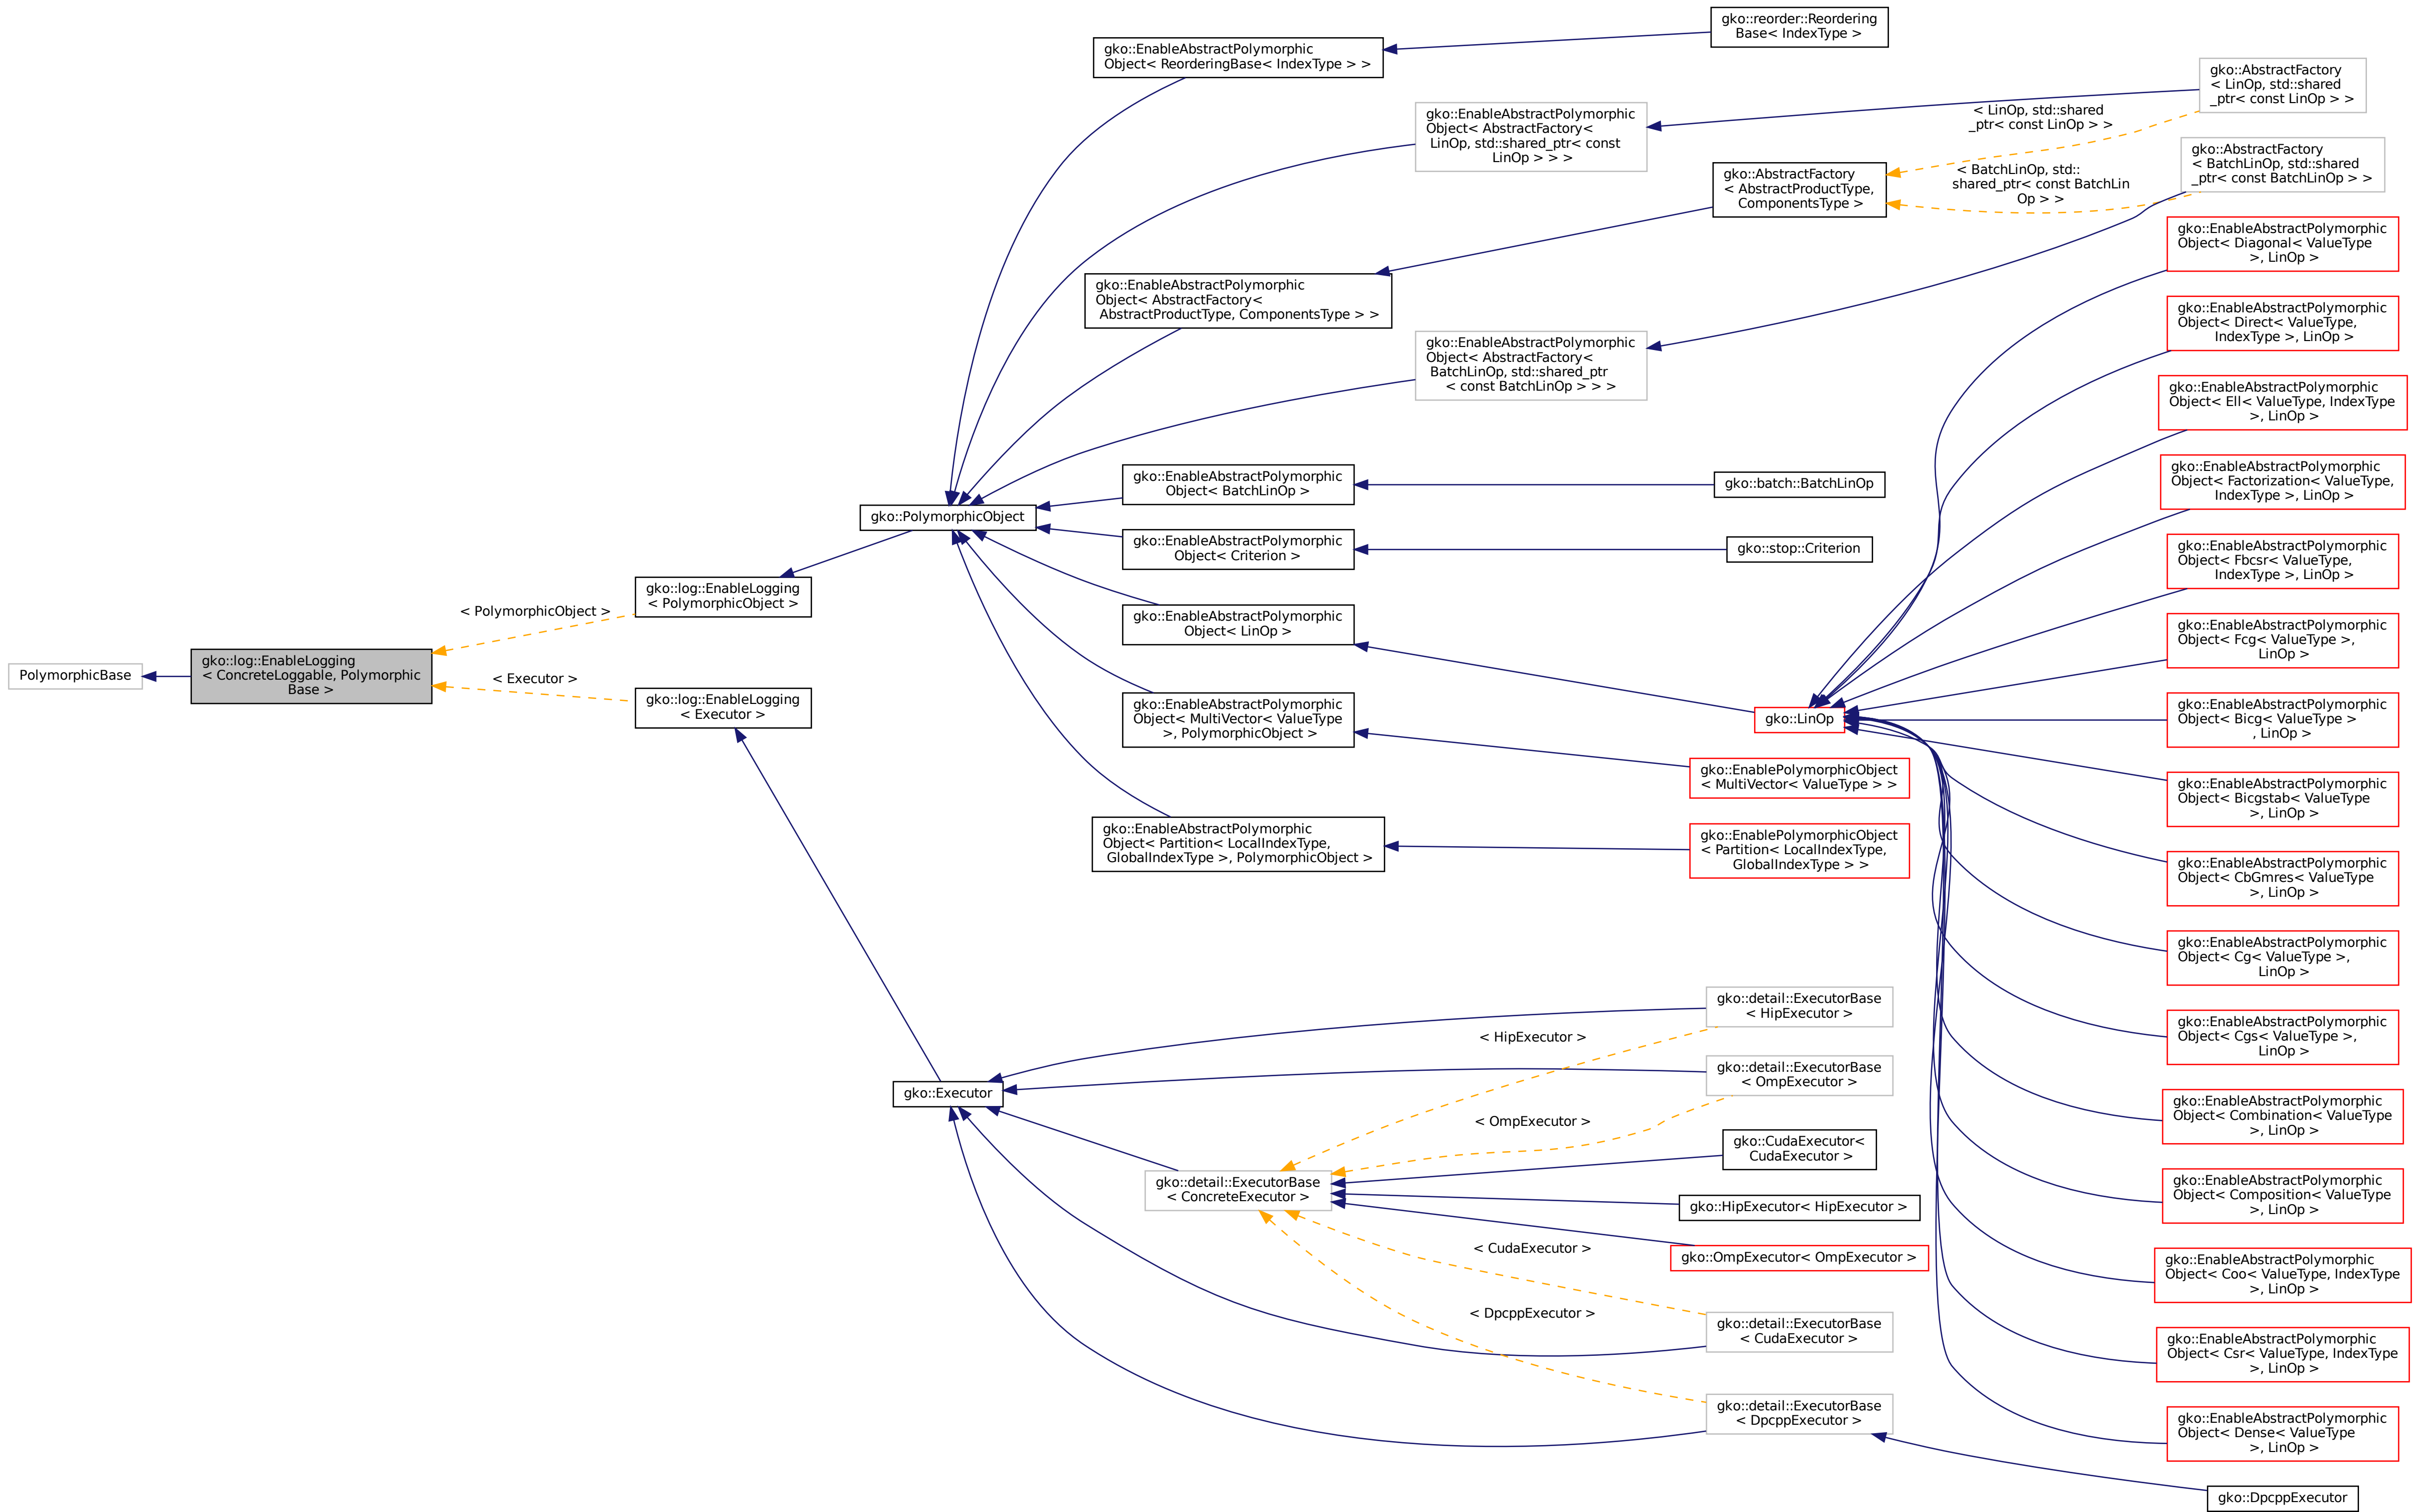 PolymorphicBase
gko::log::EnableLogging
< ConcreteLoggable, Polymorphic
Base >
< PolymorphicObject >
< Executor >
gko::log::EnableLogging
< PolymorphicObject >
gko::log::EnableLogging
< Executor >
gko::PolymorphicObject
gko::Executor
gko::EnableAbstractPolymorphic
Object< ReorderingBase< IndexType > >
gko::EnableAbstractPolymorphic
Object< AbstractFactory<
LinOp, std::shared_ptr< const
LinOp > > >
gko::EnableAbstractPolymorphic
Object< AbstractFactory<
AbstractProductType, ComponentsType > >
gko::EnableAbstractPolymorphic
Object< AbstractFactory<
BatchLinOp, std::shared_ptr
< const BatchLinOp > > >
gko::EnableAbstractPolymorphic
Object< BatchLinOp >
gko::EnableAbstractPolymorphic
Object< Criterion >
gko::EnableAbstractPolymorphic
Object< LinOp >
gko::EnableAbstractPolymorphic
Object< MultiVector< ValueType
>, PolymorphicObject >
gko::EnableAbstractPolymorphic
Object< Partition< LocalIndexType,
GlobalIndexType >, PolymorphicObject >
< HipExecutor >
< OmpExecutor >
gko::detail::ExecutorBase
< ConcreteExecutor >
< CudaExecutor >
< DpcppExecutor >
gko::reorder::Reordering
Base< IndexType >
gko::AbstractFactory
< AbstractProductType,
ComponentsType >
gko::batch::BatchLinOp
gko::stop::Criterion
gko::LinOp
gko::EnablePolymorphicObject
< MultiVector< ValueType > >
gko::EnablePolymorphicObject
< Partition< LocalIndexType,
GlobalIndexType > >
gko::detail::ExecutorBase
< HipExecutor >
gko::detail::ExecutorBase
< OmpExecutor >
gko::CudaExecutor<
CudaExecutor >
gko::HipExecutor< HipExecutor >
gko::OmpExecutor< OmpExecutor >
gko::detail::ExecutorBase
< CudaExecutor >
gko::detail::ExecutorBase
< DpcppExecutor >
< LinOp, std::shared
_ptr< const LinOp > >
< BatchLinOp, std::
shared_ptr< const BatchLin
Op > >
gko::AbstractFactory
< LinOp, std::shared
_ptr< const LinOp > >
gko::AbstractFactory
< BatchLinOp, std::shared
_ptr< const BatchLinOp > >
gko::EnableAbstractPolymorphic
Object< Diagonal< ValueType
>, LinOp >
gko::EnableAbstractPolymorphic
Object< Direct< ValueType,
IndexType >, LinOp >
gko::EnableAbstractPolymorphic
Object< Ell< ValueType, IndexType
>, LinOp >
gko::EnableAbstractPolymorphic
Object< Factorization< ValueType,
IndexType >, LinOp >
gko::EnableAbstractPolymorphic
Object< Fbcsr< ValueType,
IndexType >, LinOp >
gko::EnableAbstractPolymorphic
Object< Fcg< ValueType >,
LinOp >
gko::EnableAbstractPolymorphic
Object< Bicg< ValueType >
, LinOp >
gko::EnableAbstractPolymorphic
Object< Bicgstab< ValueType
>, LinOp >
gko::EnableAbstractPolymorphic
Object< CbGmres< ValueType
>, LinOp >
gko::EnableAbstractPolymorphic
Object< Cg< ValueType >,
LinOp >
gko::EnableAbstractPolymorphic
Object< Cgs< ValueType >,
LinOp >
gko::EnableAbstractPolymorphic
Object< Combination< ValueType
>, LinOp >
gko::EnableAbstractPolymorphic
Object< Composition< ValueType
>, LinOp >
gko::EnableAbstractPolymorphic
Object< Coo< ValueType, IndexType
>, LinOp >
gko::EnableAbstractPolymorphic
Object< Csr< ValueType, IndexType
>, LinOp >
gko::EnableAbstractPolymorphic
Object< Dense< ValueType
>, LinOp >
gko::DpcppExecutor